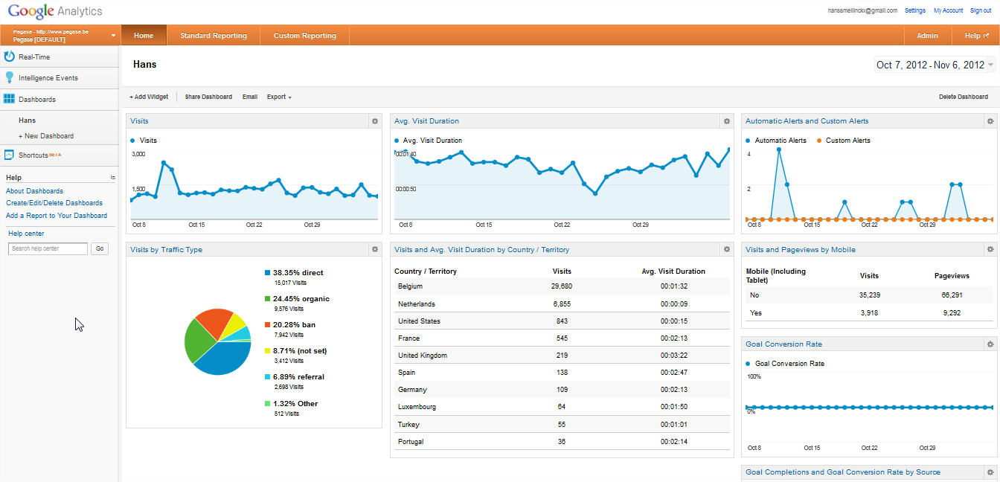 Google Analytics
hanssmellinckx@gmail.com Settings My Account Sign out
Pegase - http://www.pegase.be
Pegase [DEFAULT]
Home Standard Reporting Custom Reporting Admin Help
Real-Time
Intelligence Events
Dashboards
Hans
+ New Dashboard
Shortcuts BETA
Help
About Dashboards
Create/Edit/Delete Dashboards
Add a Report to Your Dashboard
Help center
Search help center Go
Hans
Oct 7, 2012 - Nov 6, 2012
+ Add Widget Share Dashboard Email Export Delete Dashboard
Visits
Visits
3,000
1,500
Oct 8 Oct 15 Oct 22 Oct 29
Avg. Visit Duration
Avg. Visit Duration
00:01:40
00:00:50
Oct 8 Oct 15 Oct 22 Oct 29
Automatic Alerts and Custom Alerts
Automatic Alerts Custom Alerts
4
2
Oct 8 Oct 15 Oct 22 Oct 29
Visits by Traffic Type
38.35% direct
15,017 Visits
24.45% organic
9,576 Visits
20.28% ban
7,942 Visits
8.71% (not set)
3,412 Visits
6.89% referral
2,698 Visits
1.32% Other
512 Visits
Visits and Avg. Visit Duration by Country / Territory
Country / Territory Visits Avg. Visit Duration
Belgium 29,680 00:01:32
Netherlands 6,855 00:00:09
United States 843 00:00:15
France 545 00:02:13
United Kingdom 219 00:03:22
Spain 138 00:02:47
Germany 109 00:02:13
Luxembourg 64 00:01:50
Turkey 55 00:01:01
Portugal 36 00:02:14
Visits and Pageviews by Mobile
Mobile (Including
Tablet) Visits Pageviews
No 35,239 66,291
Yes 3,918 9,292
Goal Conversion Rate
Goal Conversion Rate
100%
0%
Oct 8 Oct 15 Oct 22 Oct 29
Goal Completions and Goal Conversion Rate by Source